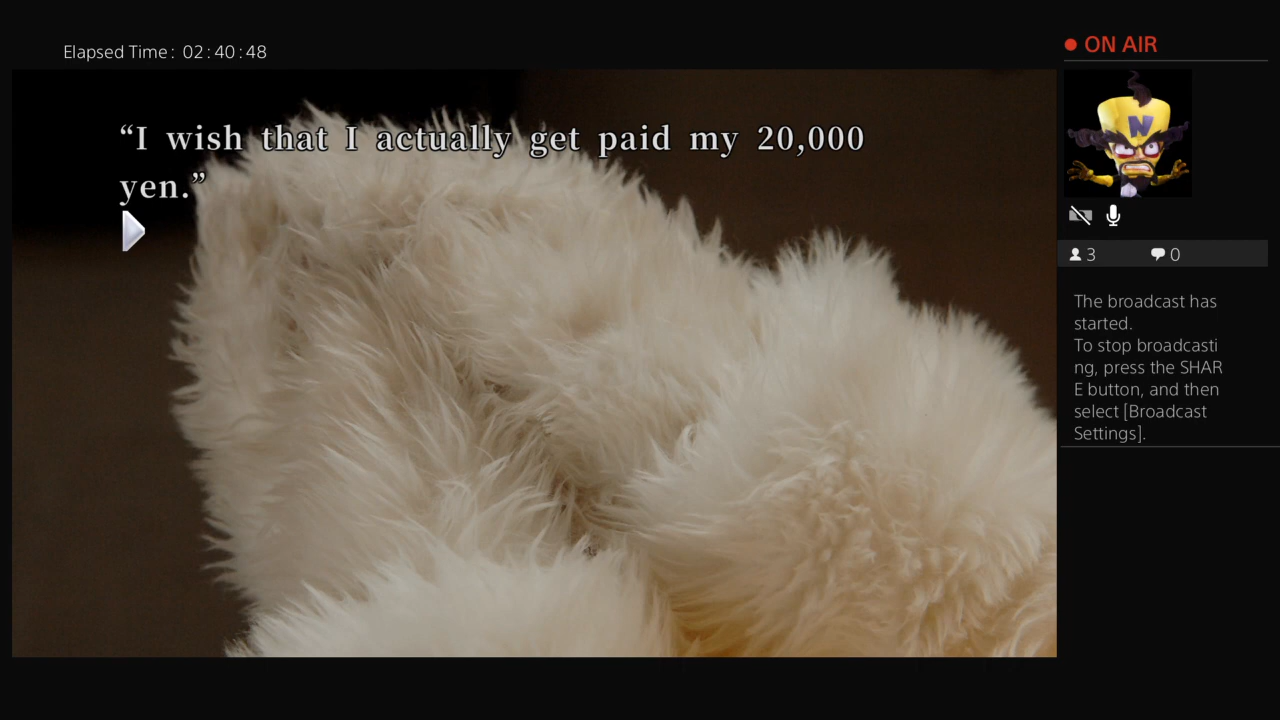 Elapsed Time: 02:40:48
ON AIR
“I wish that I actually get paid my 20,000
yen.”
N
3
0
The broadcast has
started.
To stop broadcasti
ng, press the SHAR
E button, and then
select [Broadcast
Settings].